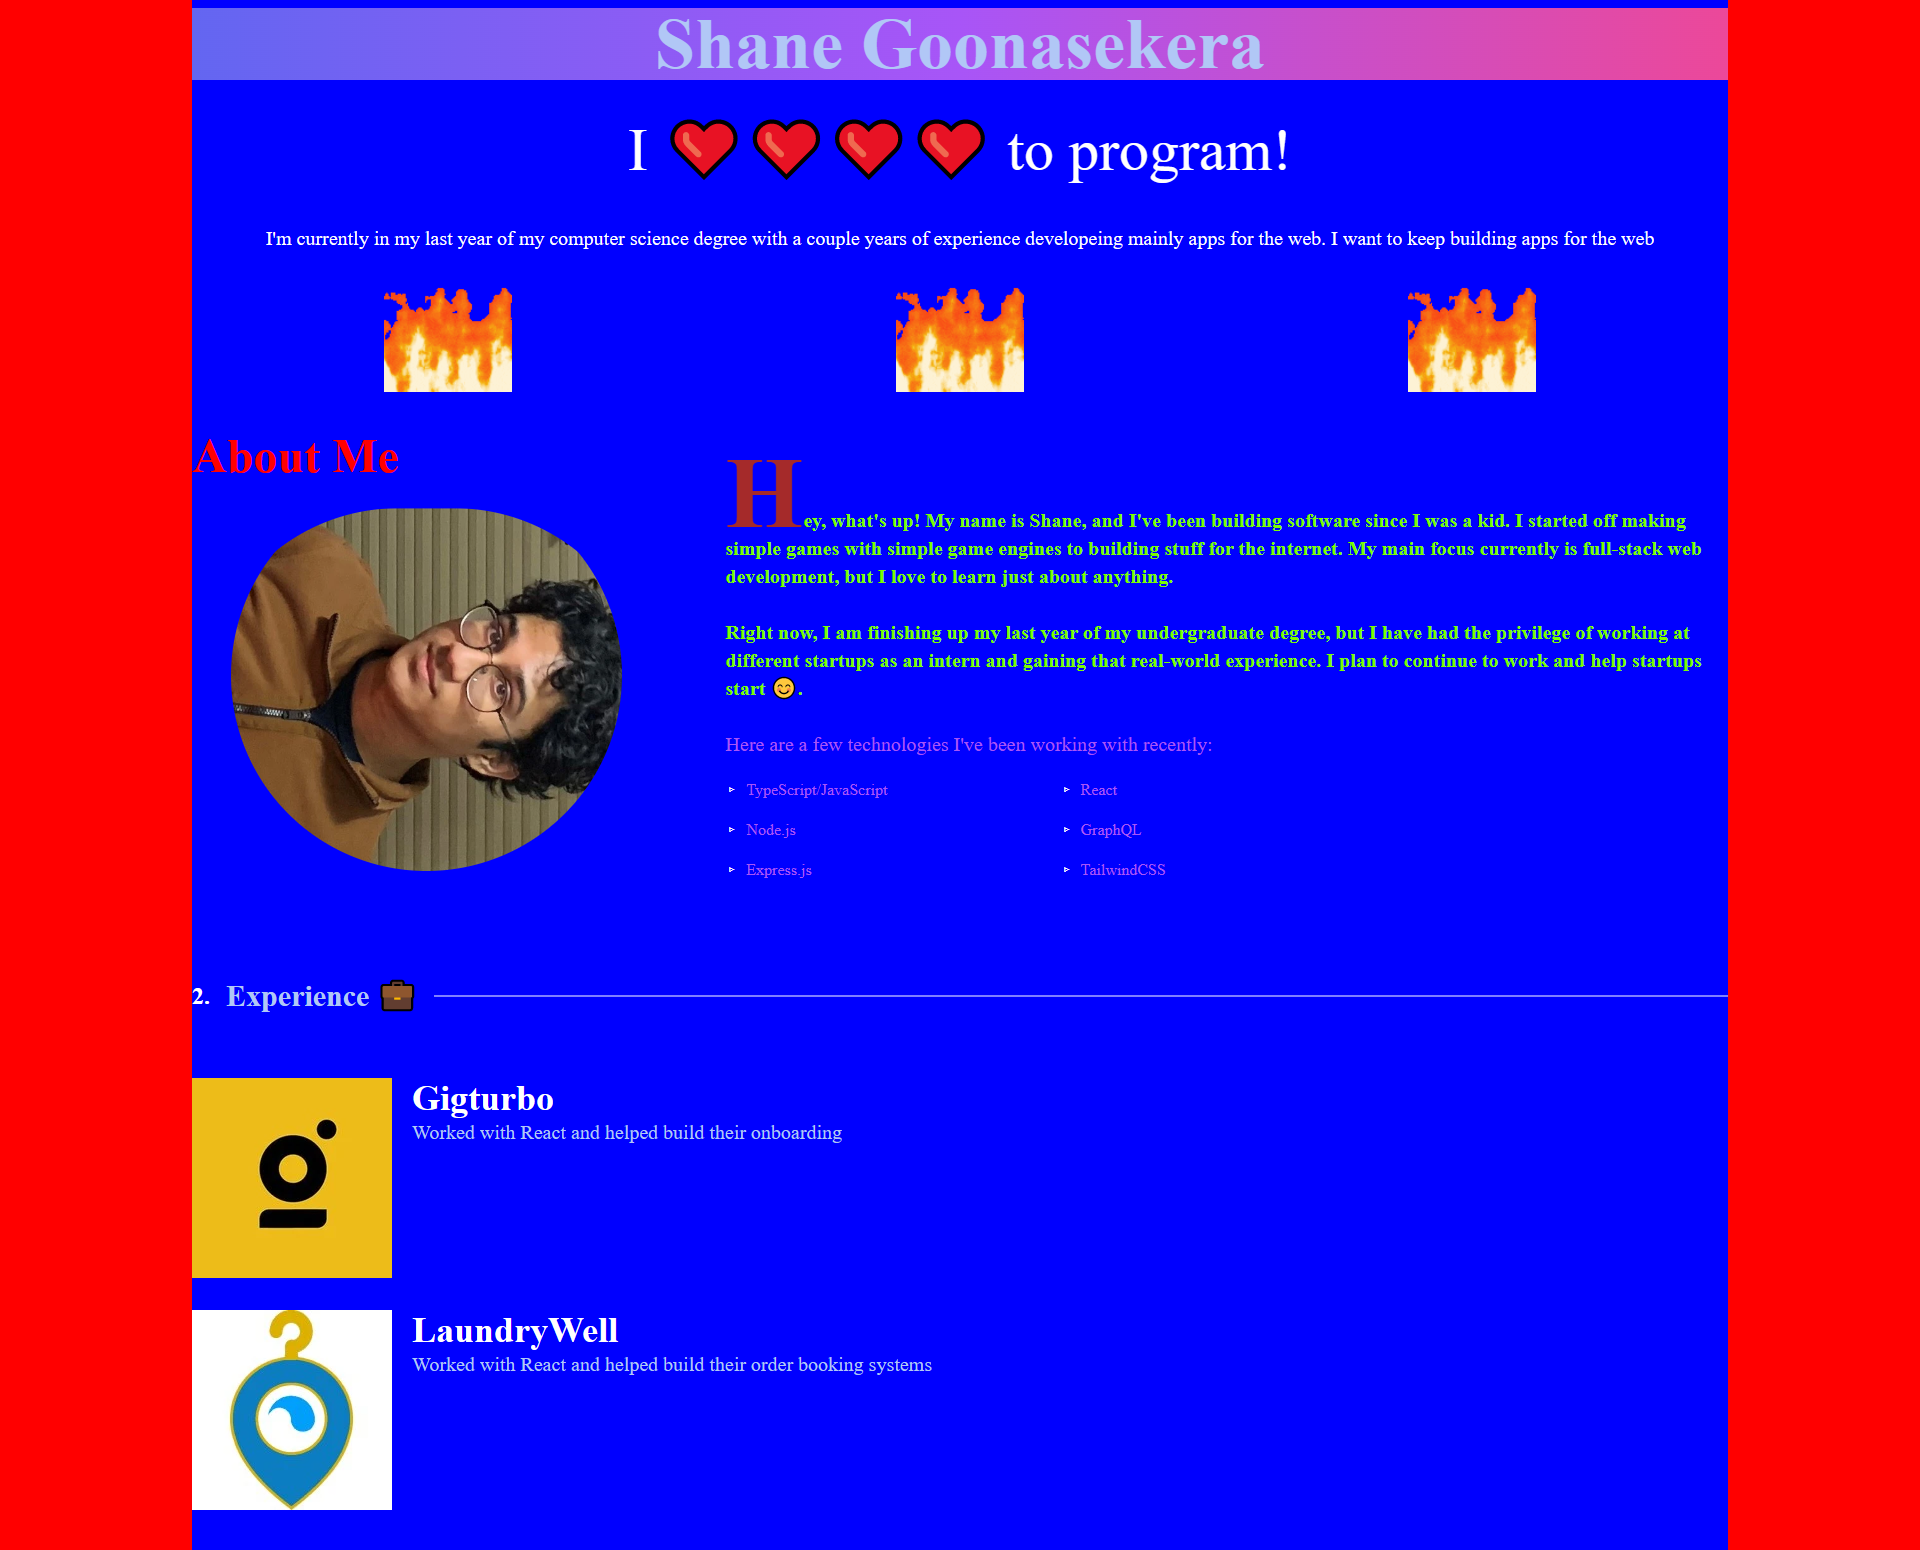 Shane Goonasekera
I ❤️❤️❤️❤️ to program!
I'm currently in my last year of my computer science degree with a couple years of experience developeing mainly apps for the web. I want to keep building apps for the web
About Me
Hey, what's up! My name is Shane, and I've been building software since I was a kid. I started off making
simple games with simple game engines to building stuff for the internet. My main focus currently is full-stack web
development, but I love to learn just about anything.
Right now, I am finishing up my last year of my undergraduate degree, but I have had the privilege of working at
different startups as an intern and gaining that real-world experience. I plan to continue to work and help startups
start 😊.
Here are a few technologies I've been working with recently:
▹ TypeScript/JavaScript
▹ React
▹ Node.js
▹ GraphQL
▹ Express.js
▹ TailwindCSS
2. Experience 💼
Gigturbo
Worked with React and helped build their onboarding
LaundryWell
Worked with React and helped build their order booking systems